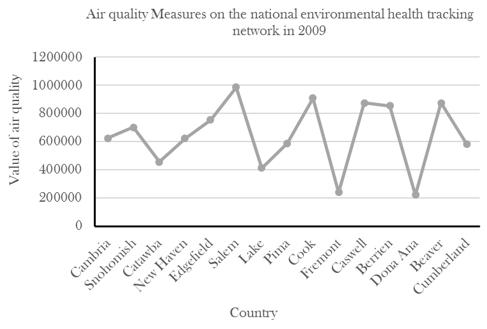 Air quality Measures on the national environmental health tracking
network in 2009
Value of air quality
1200000
1000000
800000
600000
400000
200000
0
Cambria
Snohomish
Catawba
New Haven
Edgefield
Salem
Lake
Pima
Cook
Fremont
Caswell
Berrien
Dona Ana
Beaver
Cumberland
Country